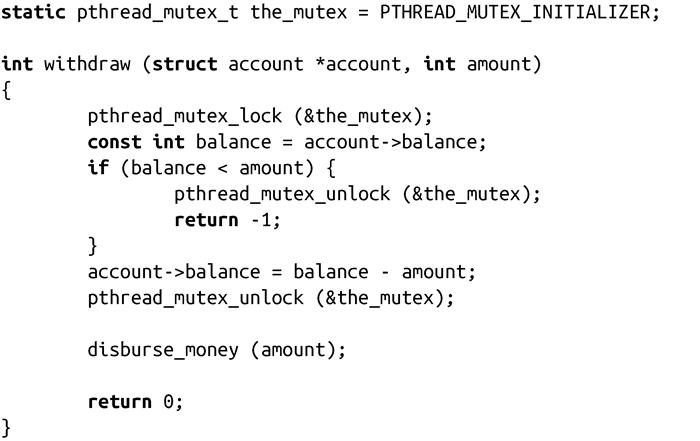 static pthread_mutex_t the_mutex = PTHREAD_MUTEX_INITIALIZER;

int withdraw (struct account *account, int amount)
{
        pthread_mutex_lock (&the_mutex);
        const int balance = account->balance;
        if (balance < amount) {
                pthread_mutex_unlock (&the_mutex);
                return -1;
        }
        account->balance = balance - amount;
        pthread_mutex_unlock (&the_mutex);

        disburse_money (amount);

        return 0;
}